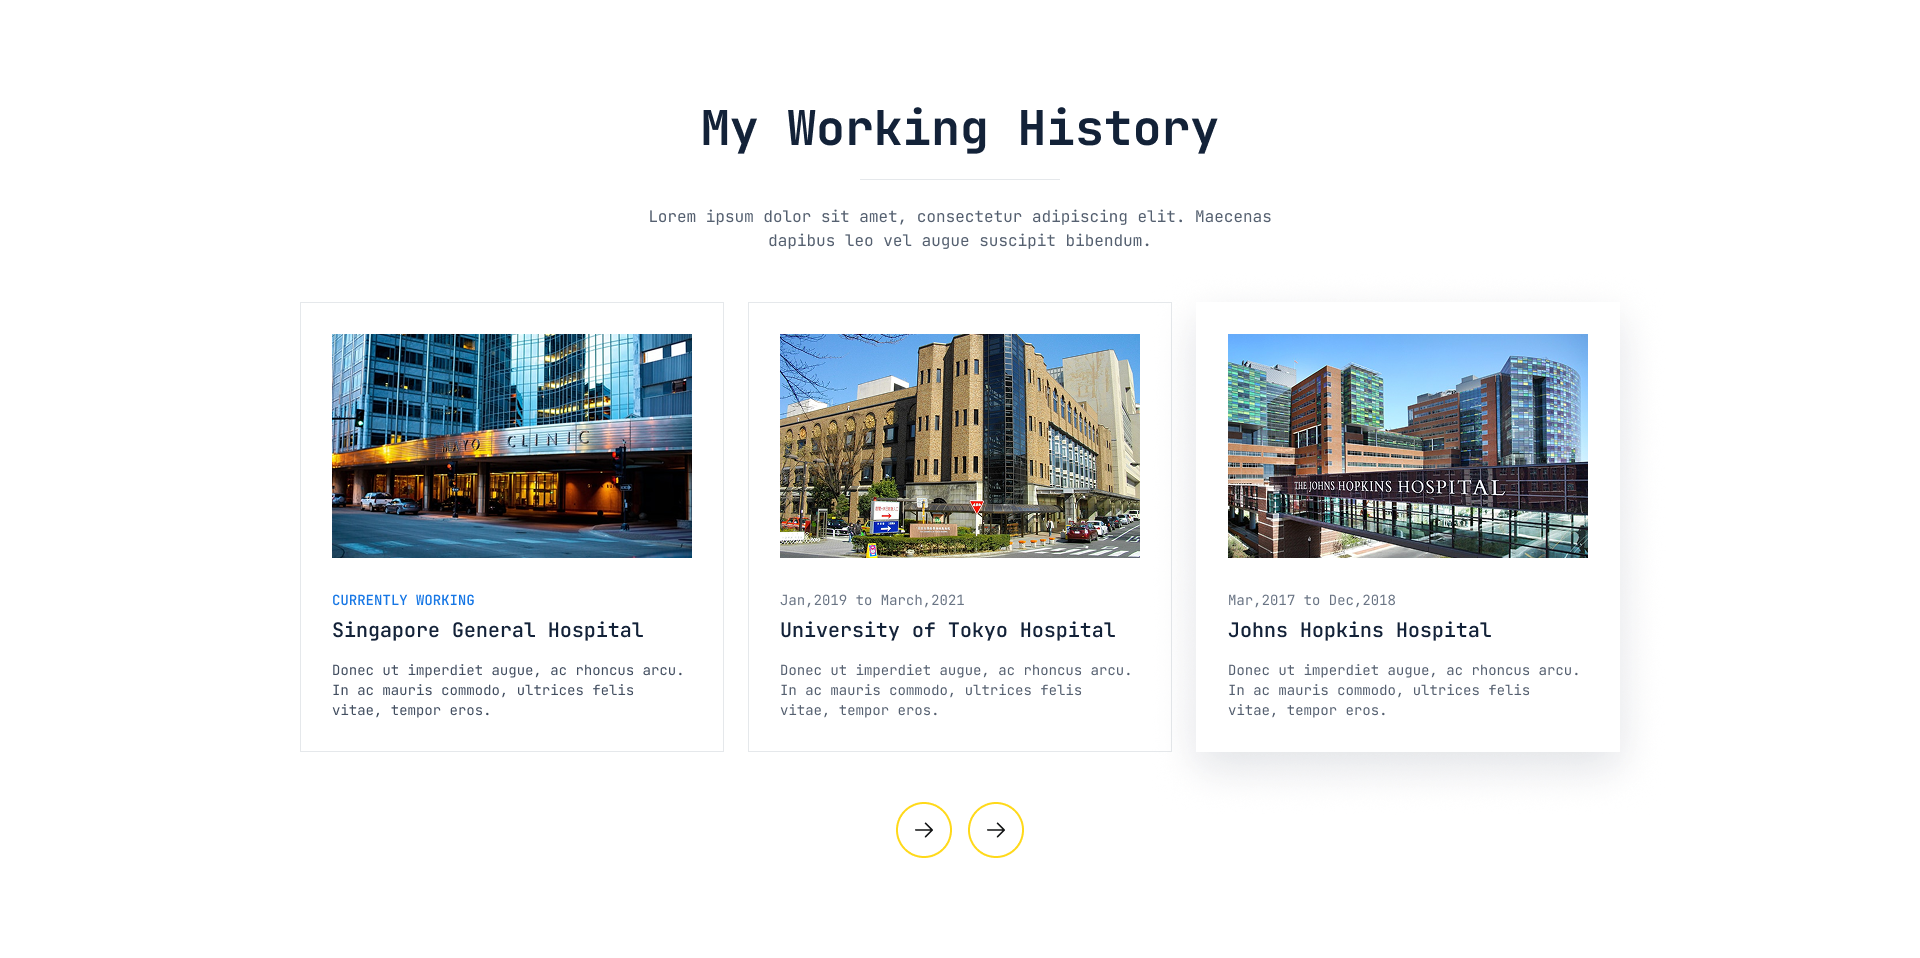 My Working History
Lorem ipsum dolor sit amet, consectetur adipiscing elit. Maecenas
dapibus leo vel augue suscipit bibendum.
MAYO CLINIC
THE JOHNS HOPKINS HOSPITAL
CURRENTLY WORKING
Singapore General Hospital
Donec ut imperdiet augue, ac rhoncus arcu.
In ac mauris commodo, ultrices felis
vitae, tempor eros.
Jan,2019 to March,2021
University of Tokyo Hospital
Donec ut imperdiet augue, ac rhoncus arcu.
In ac mauris commodo, ultrices felis
vitae, tempor eros.
Mar,2017 to Dec,2018
Johns Hopkins Hospital
Donec ut imperdiet augue, ac rhoncus arcu.
In ac mauris commodo, ultrices felis
vitae, tempor eros.